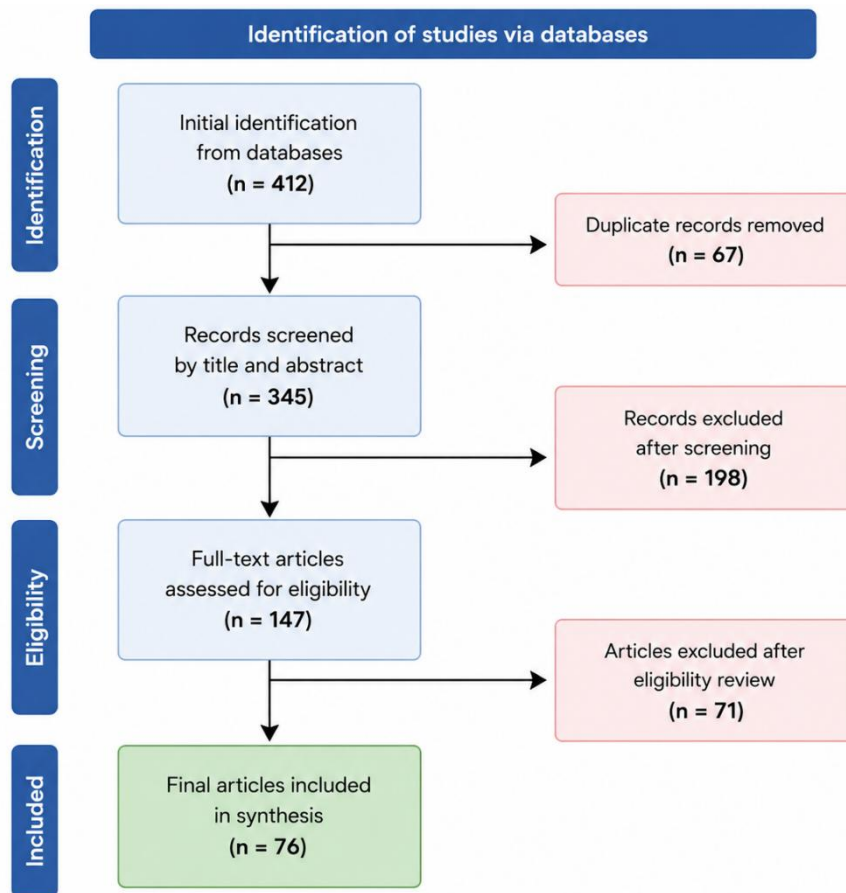 Identification of studies via databases
Identification
Initial identification
from databases
(n = 412)
Duplicate records removed
(n = 67)
Screening
Records screened
by title and abstract
(n = 345)
Records excluded
after screening
(n = 198)
Eligibility
Full-text articles
assessed for eligibility
(n = 147)
Articles excluded after
eligibility review
(n = 71)
Included
Final articles included
in synthesis
(n = 76)